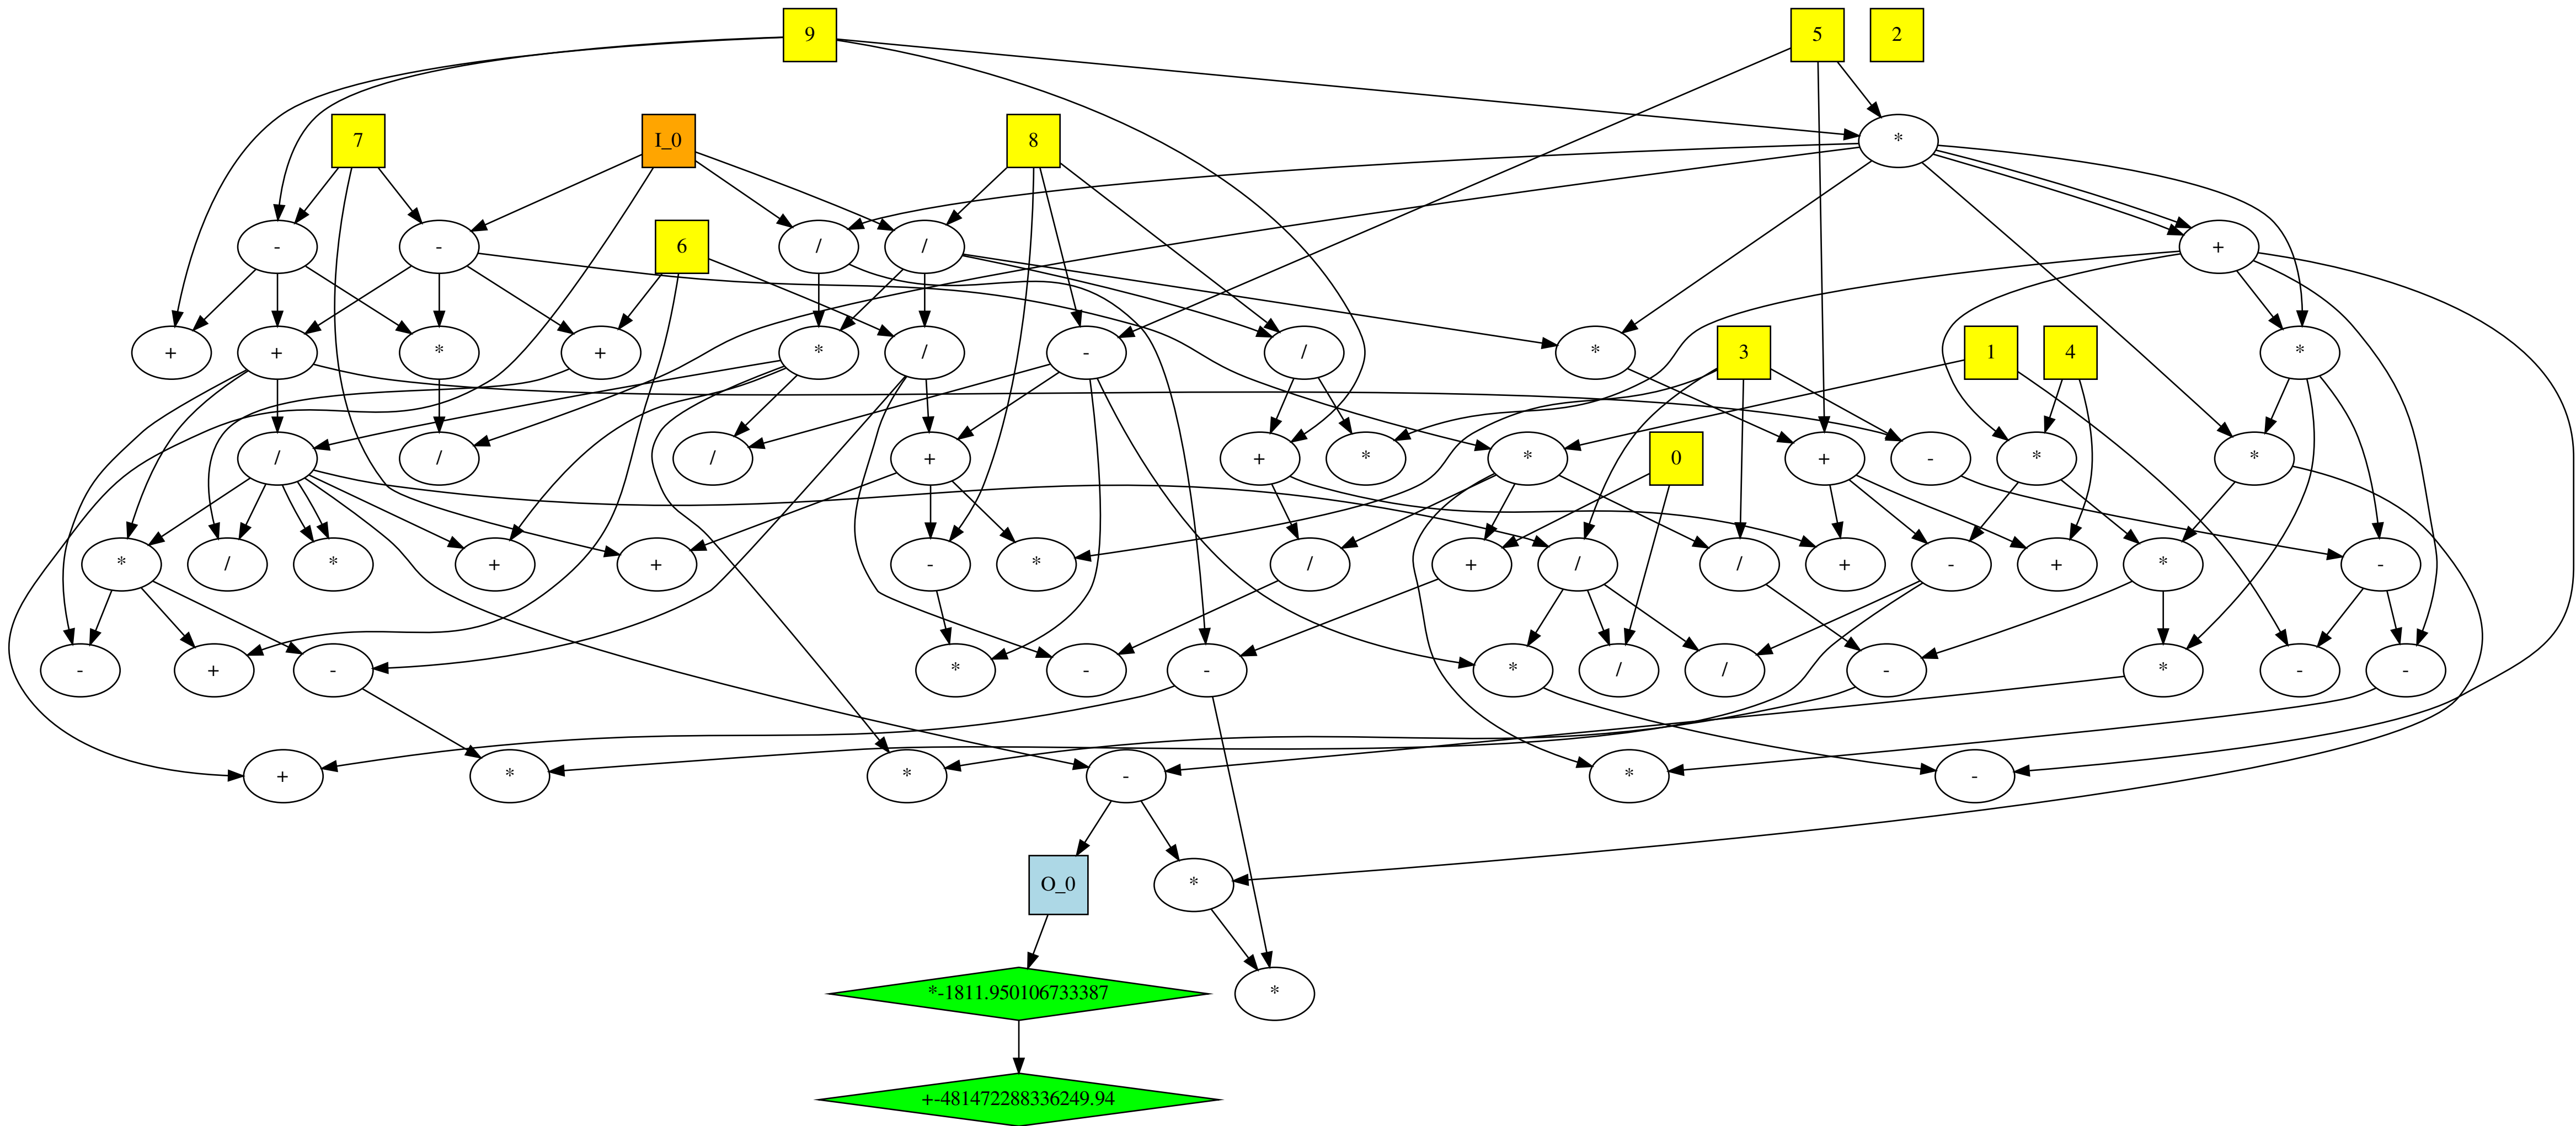 9 5 2
7 I_0 8 *
- - 6 / / +
+ + * + * / - / * 3 1 4 *
/ / / + + * * 0 + - * *
* / * + + - * / + / / + - + * -
- + - * - - * / / - * - -
+ * * - * -
O_0 *
*-1811.950106733387 *
+-481472288336249.94